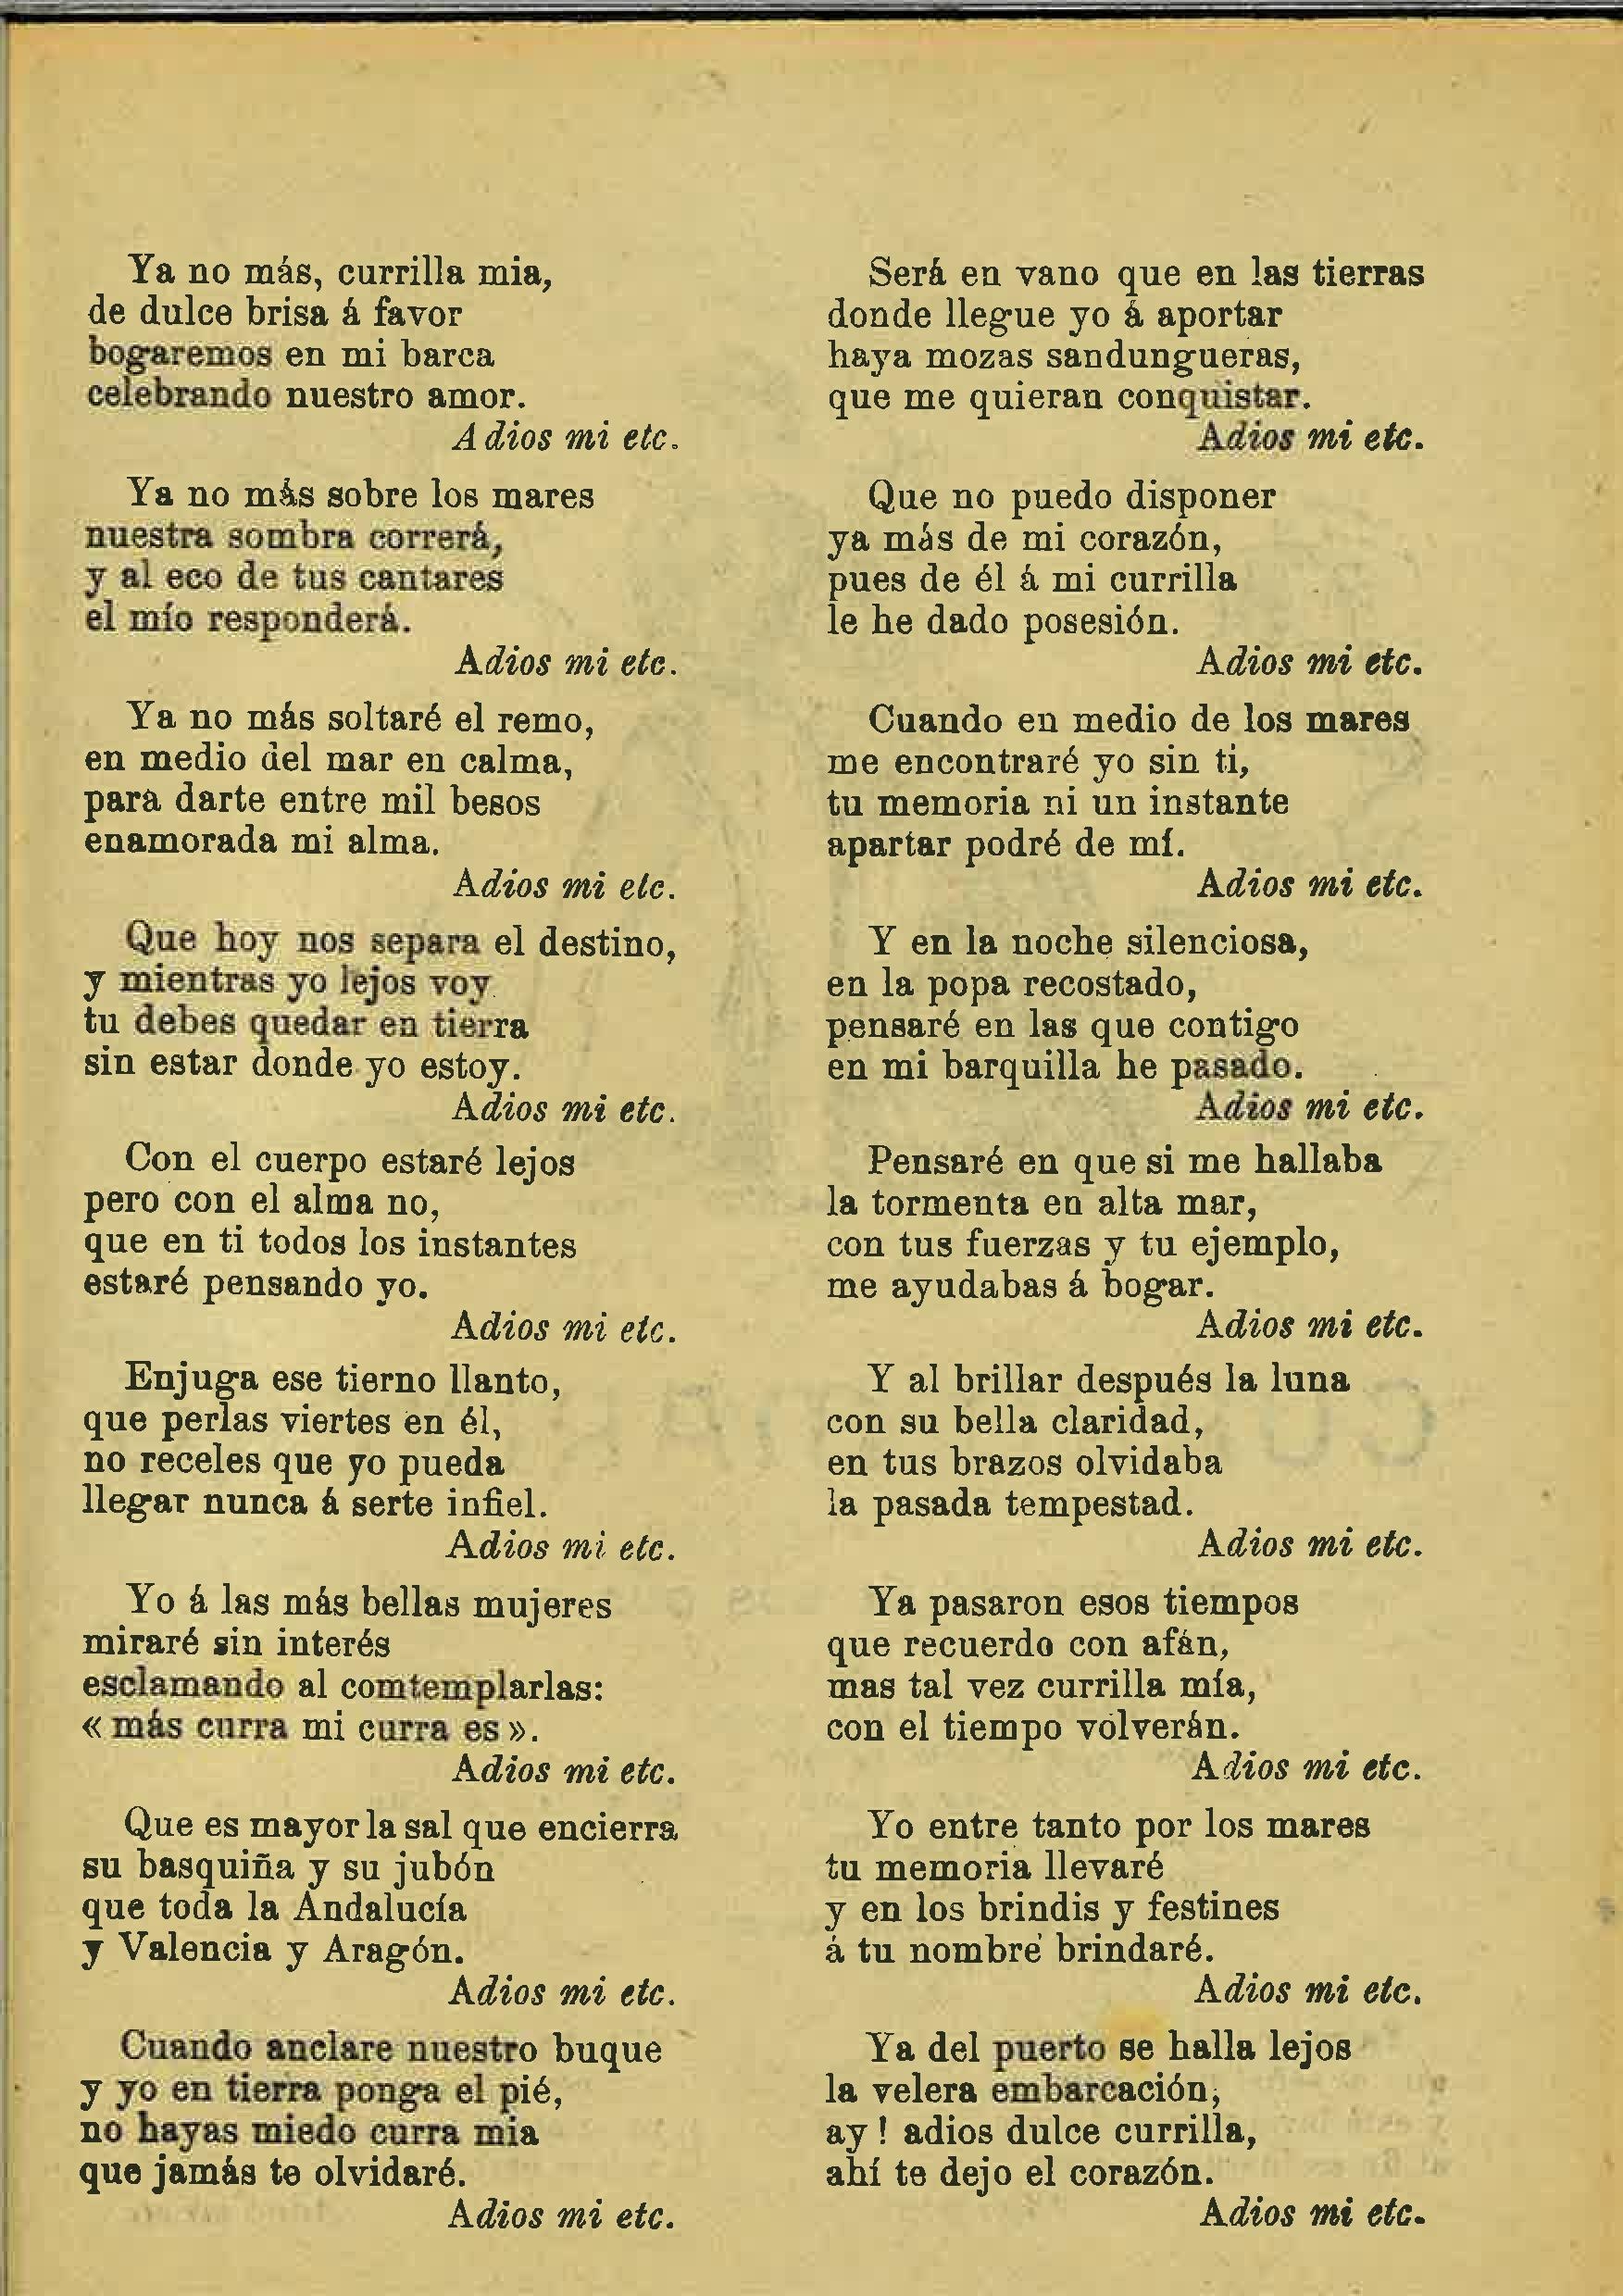 Ya no más, currilla mia,
de dulce brisa á favor
bogaremos en mi barca
celebrando nuestro amor.
Adios mi etc.
Ya no más sobre los mares
nuestra sombra correrá,
y al eco de tus cantares
el mío responderá.
Adios mi etc.
Ya no más soltaré el remo,
en medio del mar en calma,
para darte entre mil besos
enamorada mi alma.
Adios mi etc.
Que hoy nos separa el destino,
y mientras yo lejos voy
tu debes quedar en tierra
sin estar donde yo estoy.
Adios mi etc.
Con el cuerpo estaré lejos
pero con el alma no,
que en ti todos los instantes
estaré pensando yo.
Adios mi etc.
Enjuga ese tierno llanto,
que perlas viertes en él,
no receles que yo pueda
llegar nunca á serte infiel.
Adios mi etc.
Yo á las más bellas mujeres
miraré sin interés
esclamando al comtemplarlas:
« más curra mi curra es ».
Adios mi etc.
Que es mayor la sal que encierra
su basquiña y su jubón
que toda la Andalucía
y Valencia y Aragón.
Adios mi etc.
Cuando anclare nuestro buque
y yo en tierra ponga el pié,
no hayas miedo curra mia
que jamás te olvidaré.
Adios mi etc.
Será en vano que en las tierras
donde llegue yo á aportar
haya mozas sandungueras,
que me quieran conquistar.
Adios mi etc.
Que no puedo disponer
ya más de mi corazón,
pues de él á mi currilla
le he dado posesión.
Adios mi etc.
Cuando en medio de los mares
me encontraré yo sin ti,
tu memoria ni un instante
apartar podré de mí.
Adios mi etc.
Y en la noche silenciosa,
en la popa recostado,
pensaré en las que contigo
en mi barquilla he pasado.
Adios mi etc.
Pensaré en que si me hallaba
la tormenta en alta mar,
con tus fuerzas y tu ejemplo,
me ayudabas á bogar.
Adios mi etc.
Y al brillar después la luna
con su bella claridad,
en tus brazos olvidaba
la pasada tempestad.
Adios mi etc.
Ya pasaron esos tiempos
que recuerdo con afán,
mas tal vez currilla mía,
con el tiempo volverán.
Adios mi etc.
Yo entre tanto por los mares
tu memoria llevaré
y en los brindis y festines
á tu nombre brindaré.
Adios mi etc.
Ya del puerto se halla lejos
la velera embarcación,
ay ! adios dulce currilla,
ahí te dejo el corazón.
Adios mi etc.